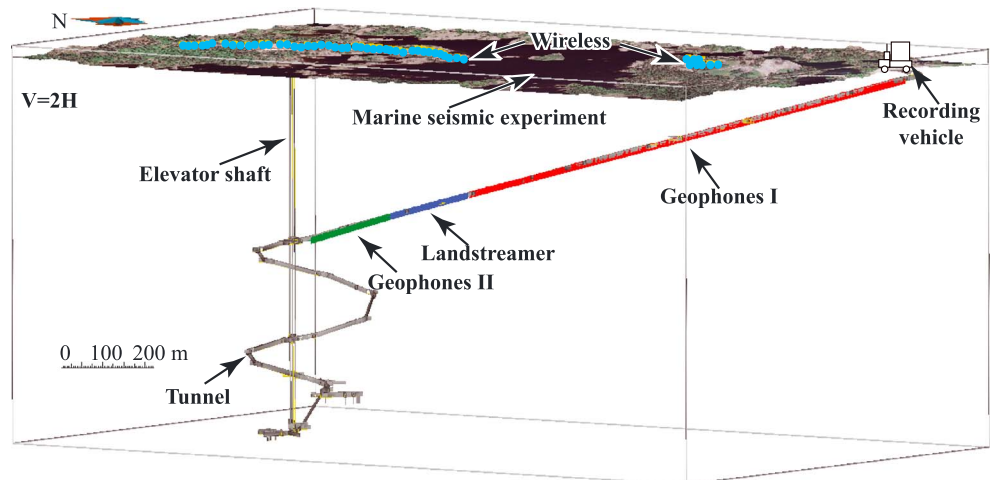 N
Wireless
V=2H
Marine seismic experiment
Recording
vehicle
Elevator shaft
Geophones I
Landstreamer
Geophones II
0 100 200 m
Tunnel